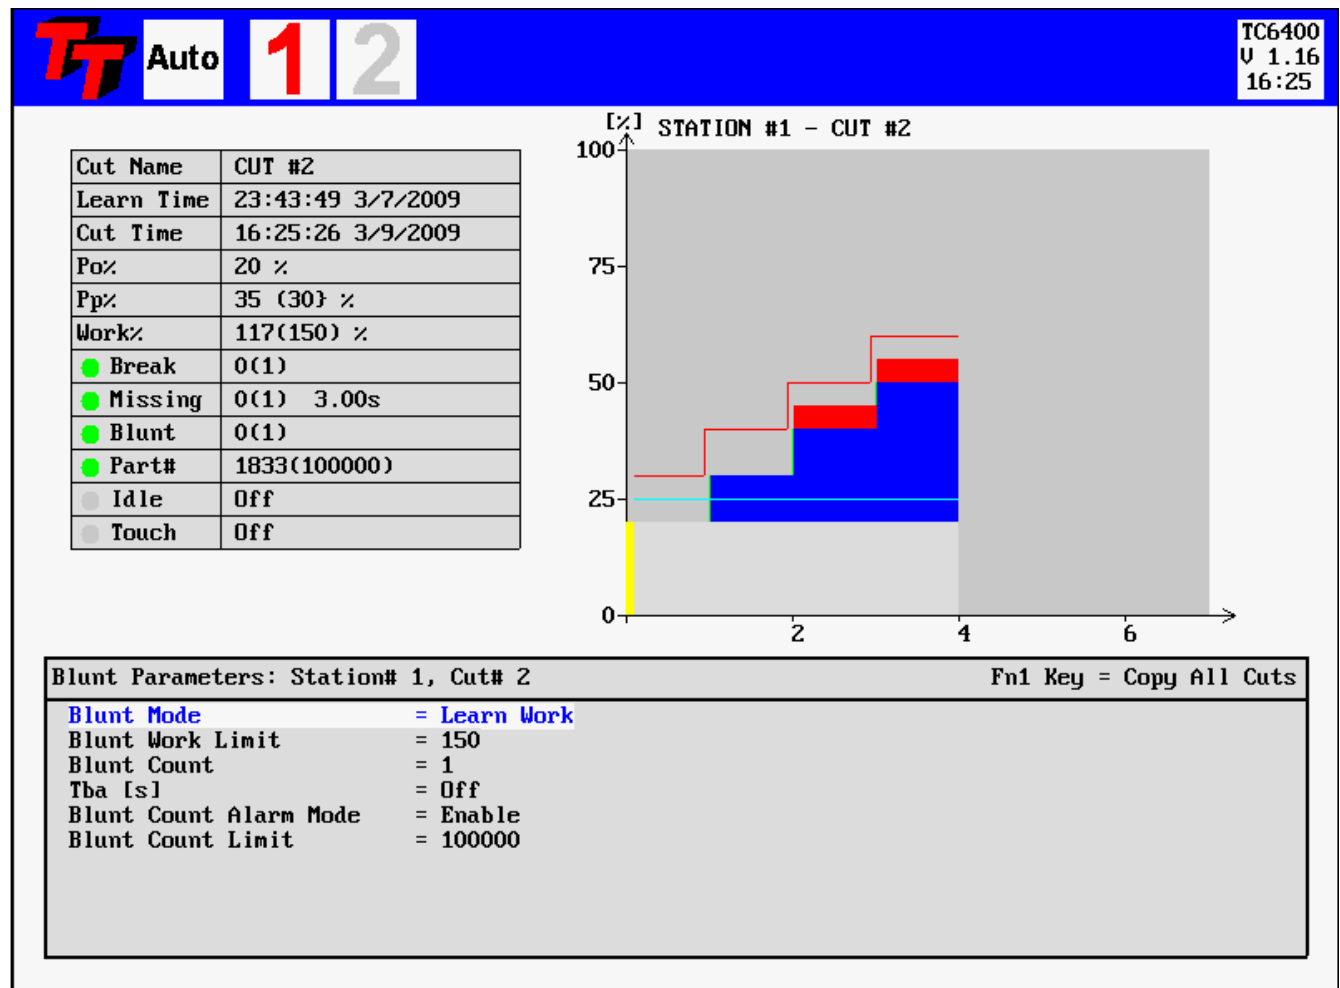 TT Auto 1 2
TC6400
V 1.16
16:25
[%] STATION #1 - CUT #2
100
75
50
25
0
2 4 6
Cut Name CUT #2
Learn Time 23:43:49 3/7/2009
Cut Time 16:25:26 3/9/2009
Po% 20 %
Pp% 35 (30} %
Work% 117(150) %
Break 0(1)
Missing 0(1) 3.00s
Blunt 0(1)
Part# 1833(100000)
Idle Off
Touch Off
Blunt Parameters: Station# 1, Cut# 2 Fn1 Key = Copy All Cuts
Blunt Mode = Learn Work
Blunt Work Limit = 150
Blunt Count = 1
Tba [s] = Off
Blunt Count Alarm Mode = Enable
Blunt Count Limit = 100000